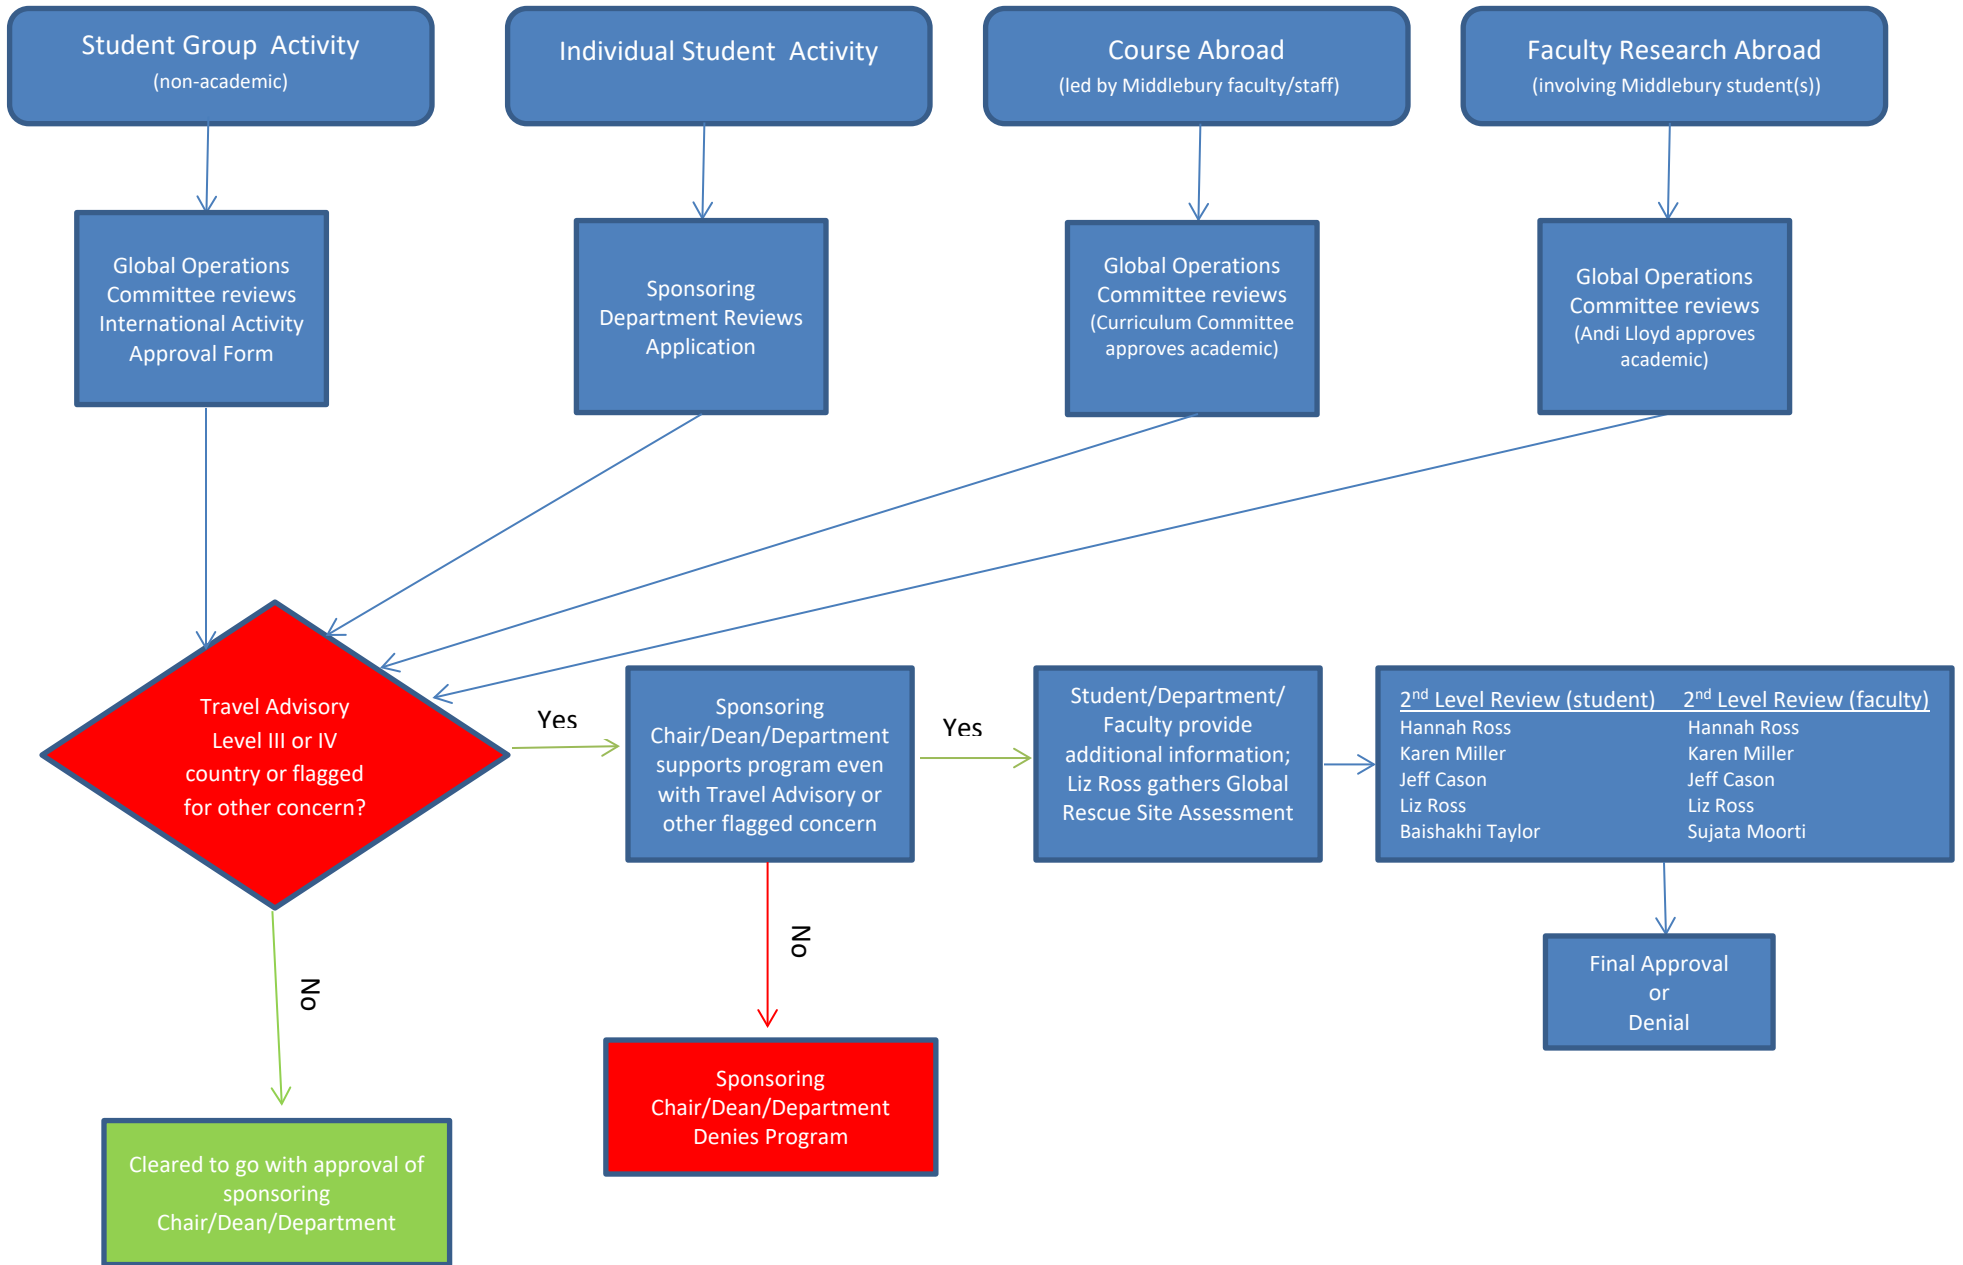 Student Group  Activity
(non-academic)
Individual Student  Activity
Course Abroad
(led by Middlebury faculty/staff)
Faculty Research Abroad
(involving Middlebury student(s))
Global Operations
Committee reviews
International Activity
Approval Form
Sponsoring
Department Reviews
Application
Global Operations
Committee reviews
(Curriculum Committee
approves academic)
Global Operations
Committee reviews
(Andi Lloyd approves
academic)
Travel Advisory
Level III or IV
country or flagged
for other concern?
Yes
Sponsoring
Chair/Dean/Department
supports program even
with Travel Advisory or
other flagged concern
Yes
Student/Department/
Faculty provide
additional information;
Liz Ross gathers Global
Rescue Site Assessment
2nd Level Review (student)
Hannah Ross
Karen Miller
Jeff Cason
Liz Ross
Baishakhi Taylor
2nd Level Review (faculty)
Hannah Ross
Karen Miller
Jeff Cason
Liz Ross
Sujata Moorti
No
No
Final Approval
or
Denial
Sponsoring
Chair/Dean/Department
Denies Program
Cleared to go with approval of
sponsoring
Chair/Dean/Department